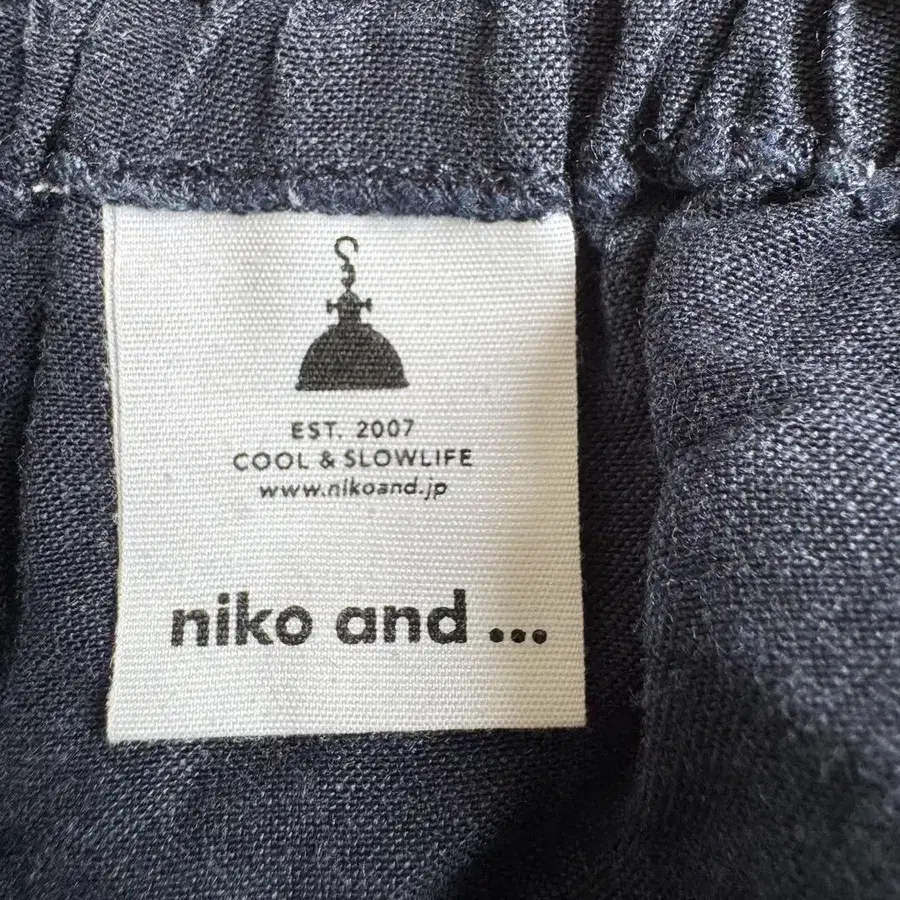 EST. 2007
COOL & SLOWLIFE
www.nikoand.jp
niko and ...